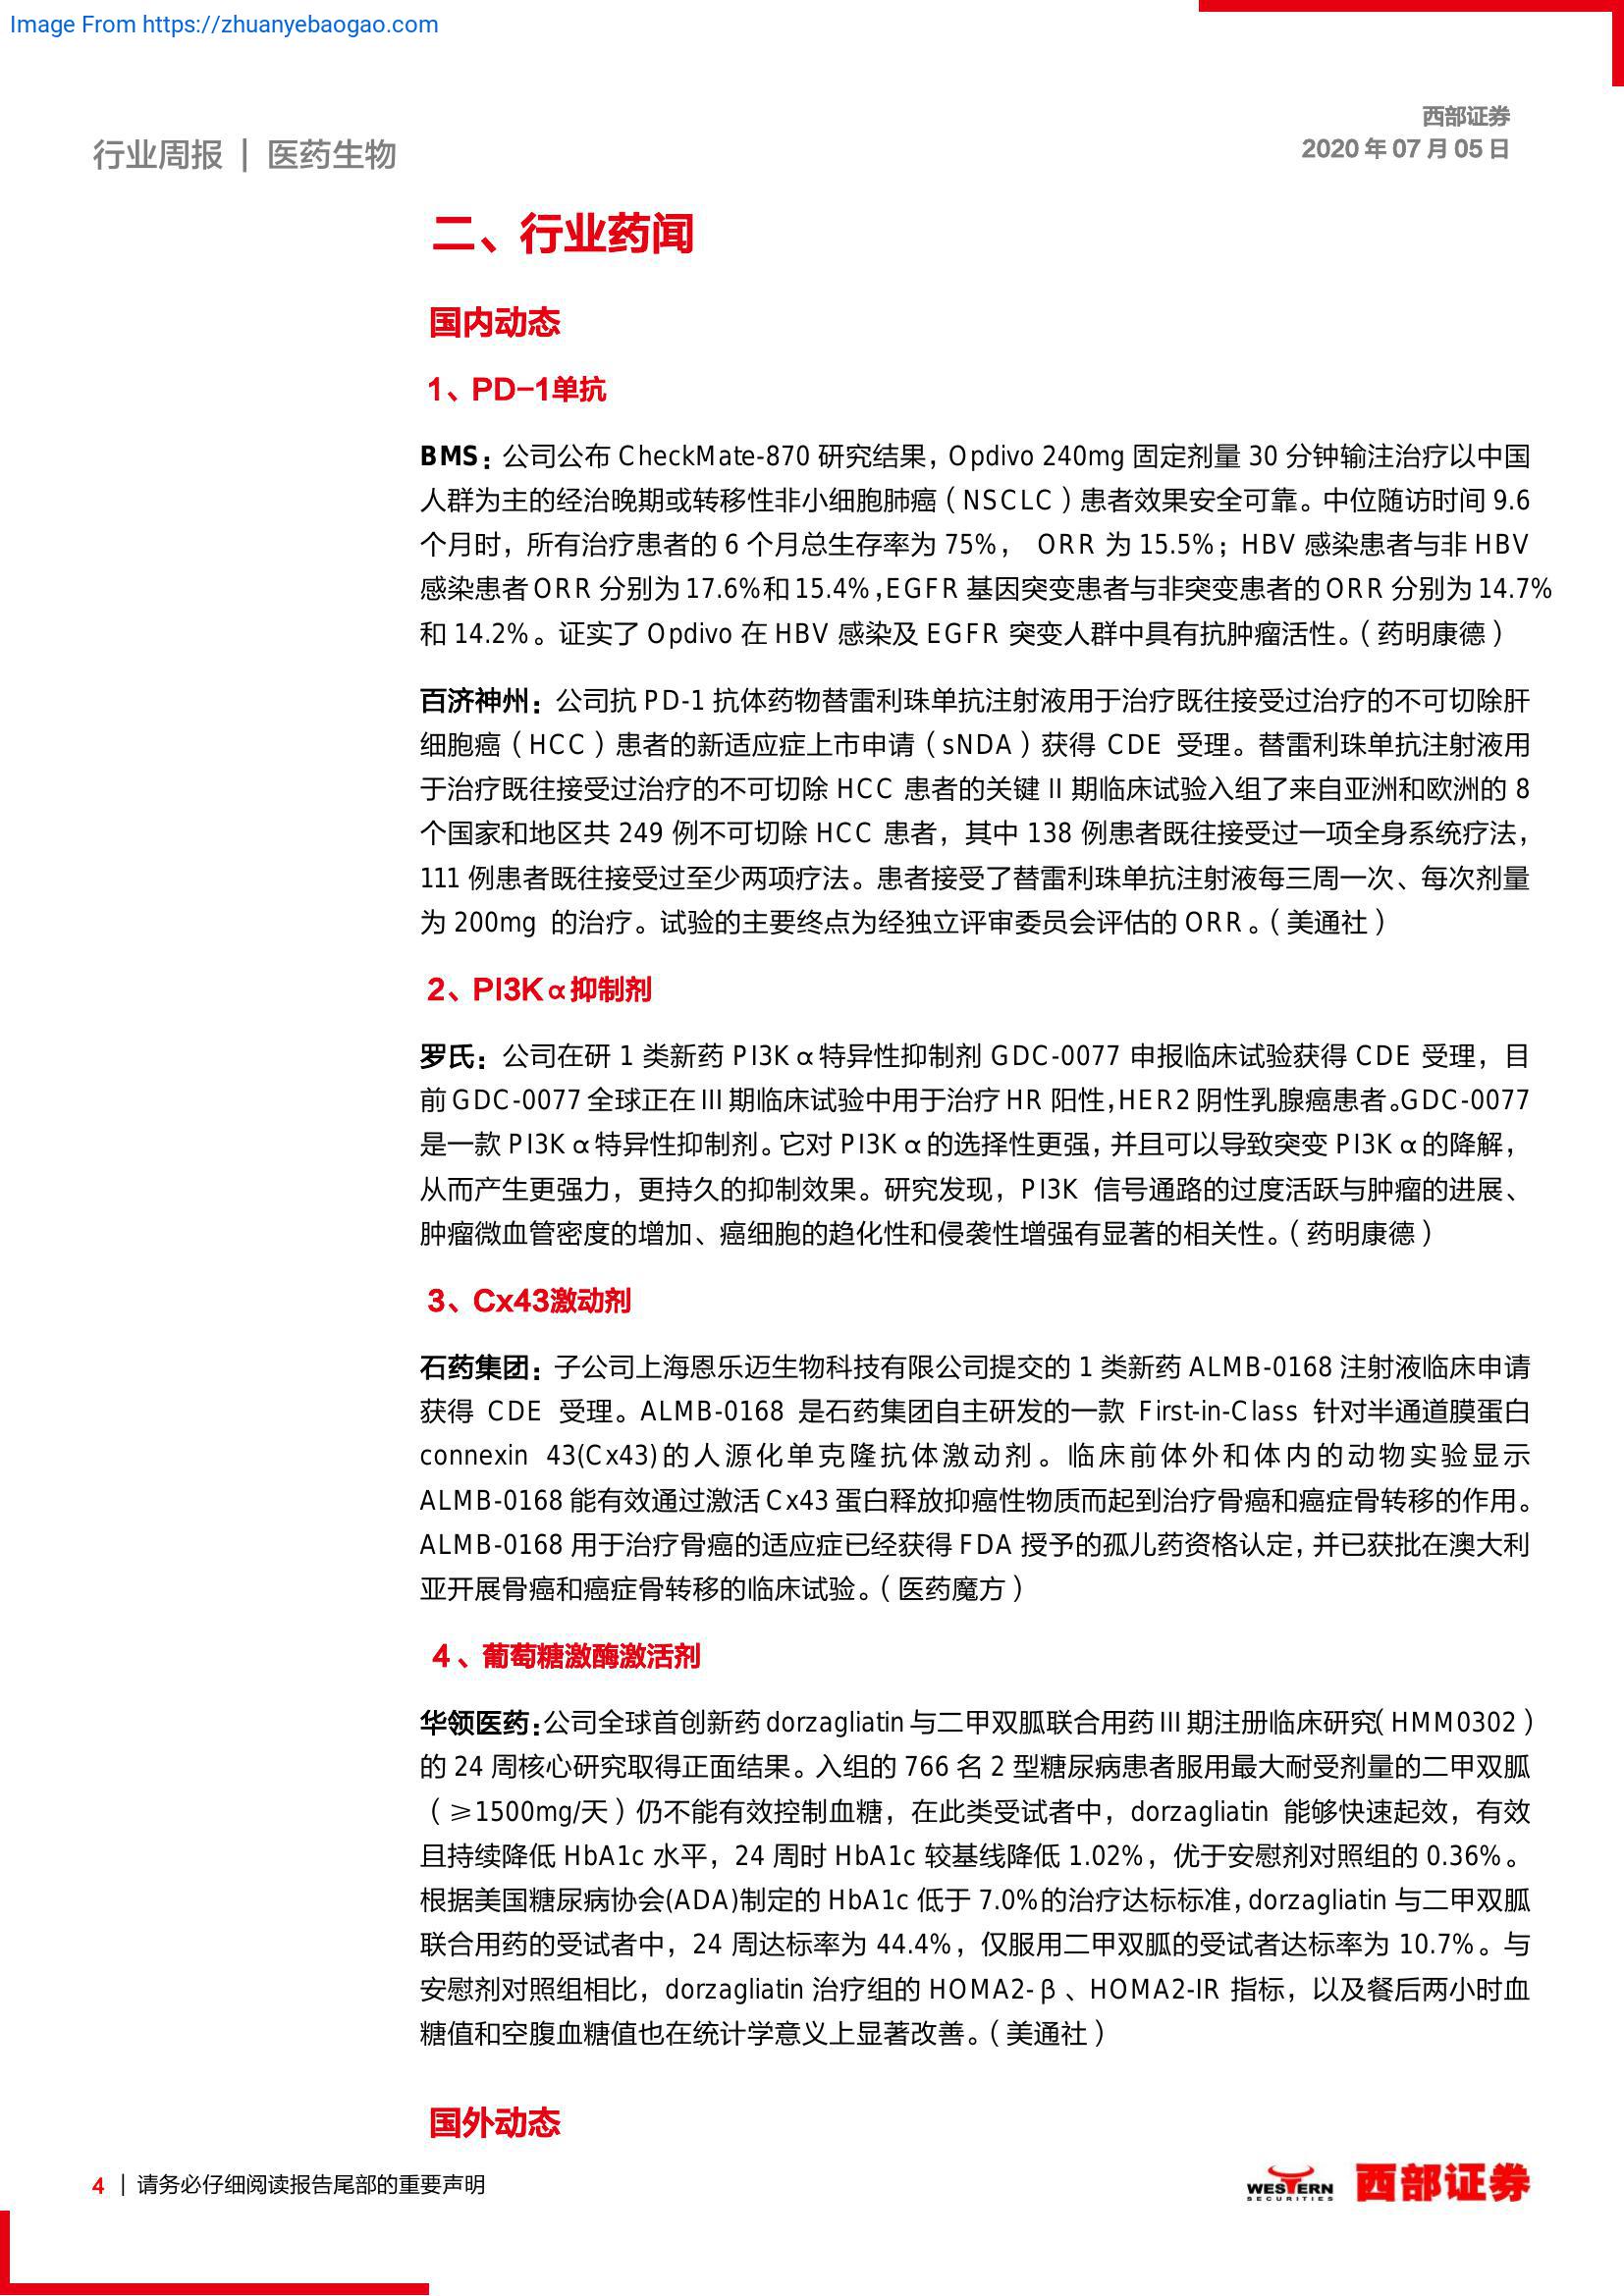 Image From https://zhuanyebaogao.com
西部证券
行业周报 | 医药生物
2020 年 07 月 05 日
二、行业药闻
国内动态
1、PD-1单抗
BMS：公司公布 CheckMate-870 研究结果，Opdivo 240mg 固定剂量 30 分钟输注治疗以中国
人群为主的经治晚期或转移性非小细胞肺癌（NSCLC）患者效果安全可靠。中位随访时间 9.6
个月时，所有治疗患者的 6 个月总生存率为 75%， ORR 为 15.5%；HBV 感染患者与非 HBV
感染患者 ORR 分别为 17.6%和 15.4%，EGFR 基因突变患者与非突变患者的 ORR 分别为 14.7%
和 14.2%。证实了 Opdivo 在 HBV 感染及 EGFR 突变人群中具有抗肿瘤活性。（药明康德）
百济神州：公司抗 PD-1 抗体药物替雷利珠单抗注射液用于治疗既往接受过治疗的不可切除肝
细胞癌（HCC）患者的新适应症上市申请（sNDA）获得 CDE 受理。替雷利珠单抗注射液用
于治疗既往接受过治疗的不可切除 HCC 患者的关键 II 期临床试验入组了来自亚洲和欧洲的 8
个国家和地区共 249 例不可切除 HCC 患者，其中 138 例患者既往接受过一项全身系统疗法，
111 例患者既往接受过至少两项疗法。患者接受了替雷利珠单抗注射液每三周一次、每次剂量
为 200mg 的治疗。试验的主要终点为经独立评审委员会评估的 ORR。（美通社）
2、PI3Kα抑制剂
罗氏：公司在研 1 类新药 PI3Kα特异性抑制剂 GDC-0077 申报临床试验获得 CDE 受理，目
前 GDC-0077 全球正在 III 期临床试验中用于治疗 HR 阳性，HER2 阴性乳腺癌患者。GDC-0077
是一款 PI3Kα特异性抑制剂。它对 PI3Kα的选择性更强，并且可以导致突变 PI3Kα的降解，
从而产生更强力，更持久的抑制效果。研究发现，PI3K 信号通路的过度活跃与肿瘤的进展、
肿瘤微血管密度的增加、癌细胞的趋化性和侵袭性增强有显著的相关性。（药明康德）
3、Cx43激动剂
石药集团：子公司上海恩乐迈生物科技有限公司提交的 1 类新药 ALMB-0168 注射液临床申请
获得 CDE 受理。ALMB-0168 是石药集团自主研发的一款 First-in-Class 针对半通道膜蛋白
connexin 43(Cx43)的人源化单克隆抗体激动剂。临床前体外和体内的动物实验显示
ALMB-0168 能有效通过激活 Cx43 蛋白释放抑癌性物质而起到治疗骨癌和癌症骨转移的作用。
ALMB-0168 用于治疗骨癌的适应症已经获得 FDA 授予的孤儿药资格认定，并已获批在澳大利
亚开展骨癌和癌症骨转移的临床试验。（医药魔方）
4、葡萄糖激酶激活剂
华领医药：公司全球首创新药 dorzagliatin 与二甲双胍联合用药 III 期注册临床研究（HMM0302）
的 24 周核心研究取得正面结果。入组的 766 名 2 型糖尿病患者服用最大耐受剂量的二甲双胍
（≥1500mg/天）仍不能有效控制血糖，在此类受试者中，dorzagliatin 能够快速起效，有效
且持续降低 HbA1c 水平，24 周时 HbA1c 较基线降低 1.02%，优于安慰剂对照组的 0.36%。
根据美国糖尿病协会(ADA)制定的 HbA1c 低于 7.0%的治疗达标标准，dorzagliatin 与二甲双胍
联合用药的受试者中，24 周达标率为 44.4%，仅服用二甲双胍的受试者达标率为 10.7%。与
安慰剂对照组相比，dorzagliatin 治疗组的 HOMA2-β、HOMA2-IR 指标，以及餐后两小时血
糖值和空腹血糖值也在统计学意义上显著改善。（美通社）
国外动态
4 | 请务必仔细阅读报告尾部的重要声明
WESTERN
SECURITIES
西部证券